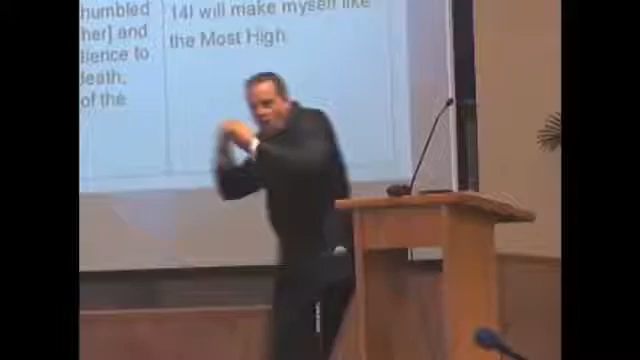 humbled
her] and
dience to
death;
of the
14I will make myself like
the Most High